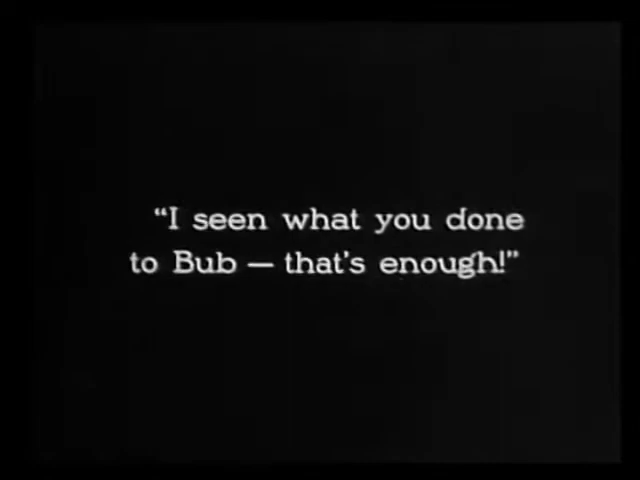 “I seen what you done
to Bub — that's enough!”